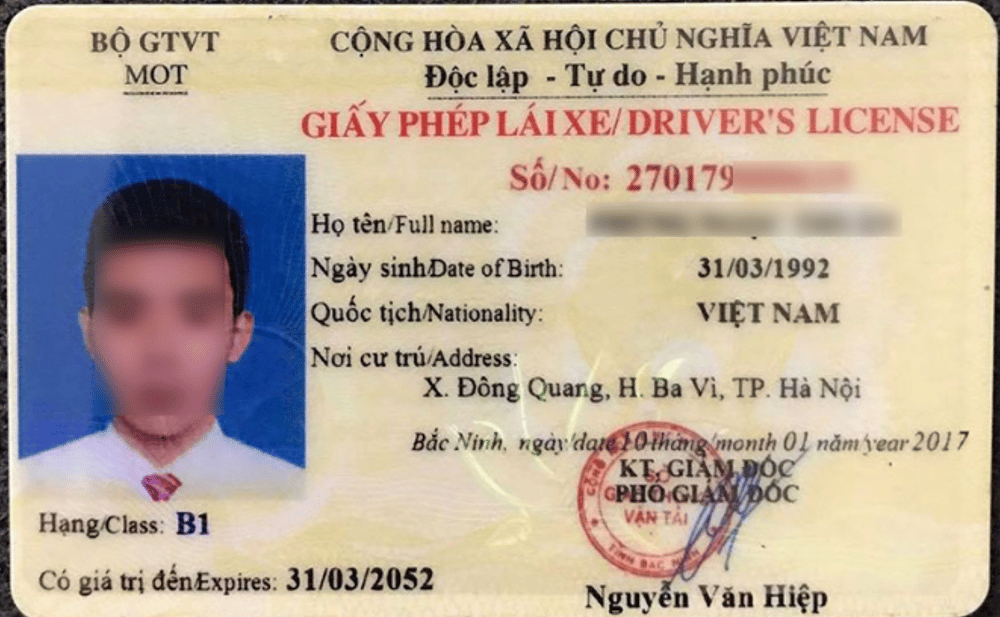 BỘ GTVT
MOT
CỘNG HÒA XÃ HỘI CHỦ NGHĨA VIỆT NAM
Độc lập - Tự do - Hạnh phúc
GIẤY PHÉP LÁI XE/DRIVER'S LICENSE
Số/No: 270179
Họ tên/Full name:
Ngày sinh/Date of Birth: 31/03/1992
Quốc tịch/Nationality: VIỆT NAM
Nơi cư trú/Address:
X. Đông Quang, H. Ba Vì, TP. Hà Nội
Bắc Ninh, ngày/date 10 tháng/month 01 năm/year 2017
KT, GIÁM ĐỐC
PHÓ GIÁM ĐỐC
VẬN TẢI
TỈNH BẮC NINH
Nguyễn Văn Hiệp
Hạng/Class: B1
Có giá trị đến/Expires: 31/03/2052